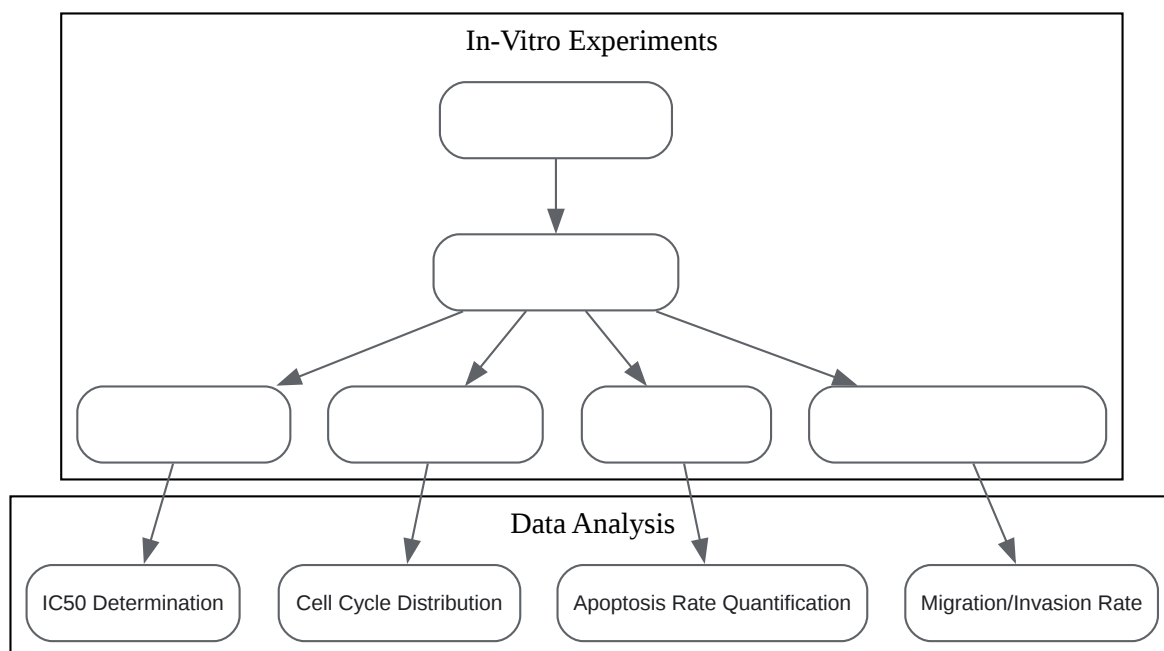 In-Vitro Experiments
Data Analysis
IC50 Determination
Cell Cycle Distribution
Apoptosis Rate Quantification
Migration/Invasion Rate